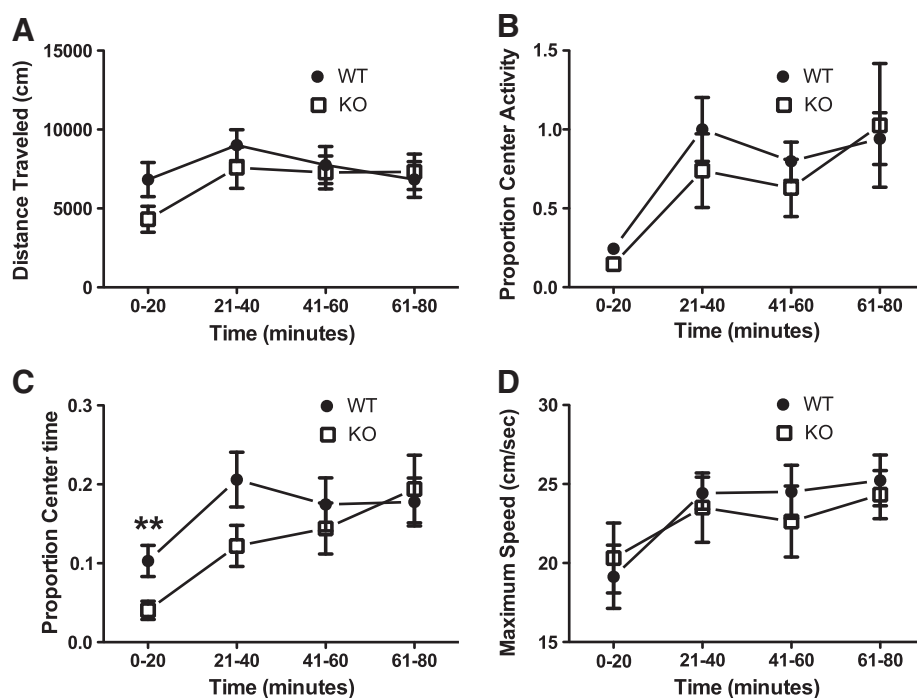 A
Distance Traveled (cm)
15000
10000
5000
0
WT
KO
0-20
21-40
41-60
61-80
Time (minutes)
B
Proportion Center Activity
1.5
1.0
0.5
0.0
WT
KO
0-20
21-40
41-60
61-80
Time (minutes)
C
Proportion Center time
0.3
0.2
0.1
0.0
**
WT
KO
0-20
21-40
41-60
61-80
Time (minutes)
D
Maximum Speed (cm/sec)
30
25
20
15
WT
KO
0-20
21-40
41-60
61-80
Time (minutes)